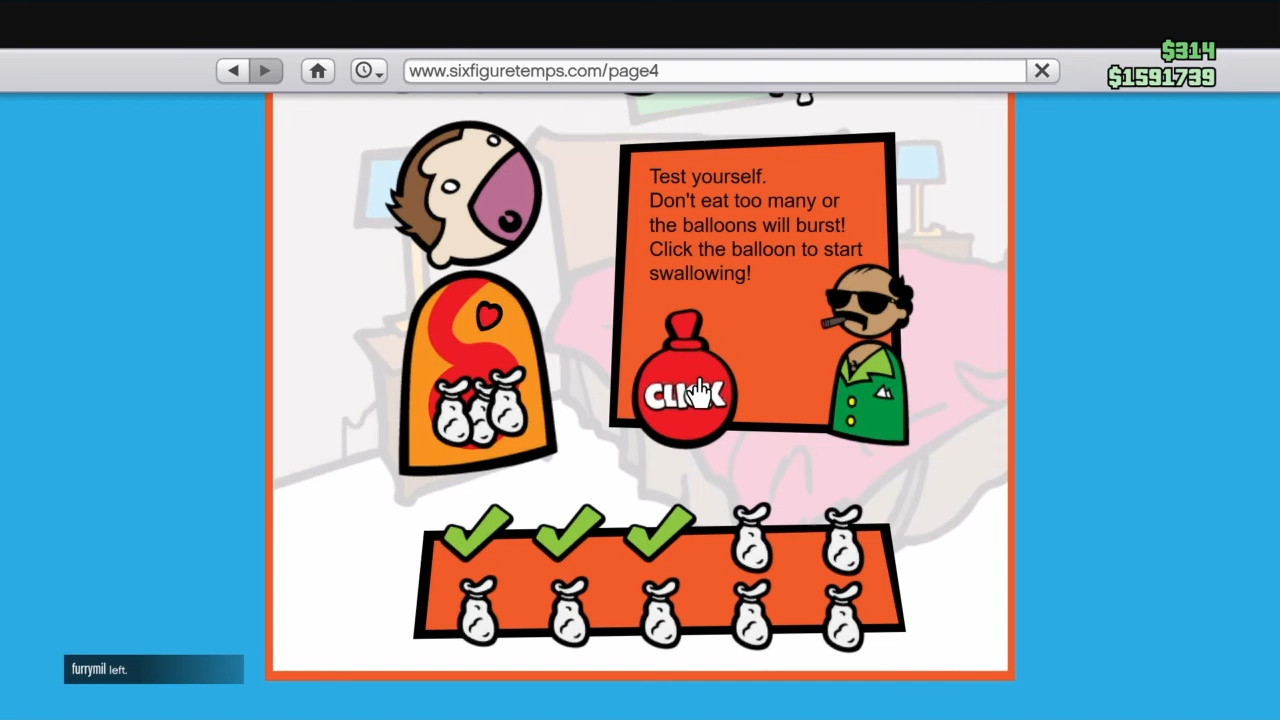 $314
www.sixfiguretemps.com/page4
$1591739
Test yourself.
Don't eat too many or
the balloons will burst!
Click the balloon to start
swallowing!
CLICK
furrymil left.